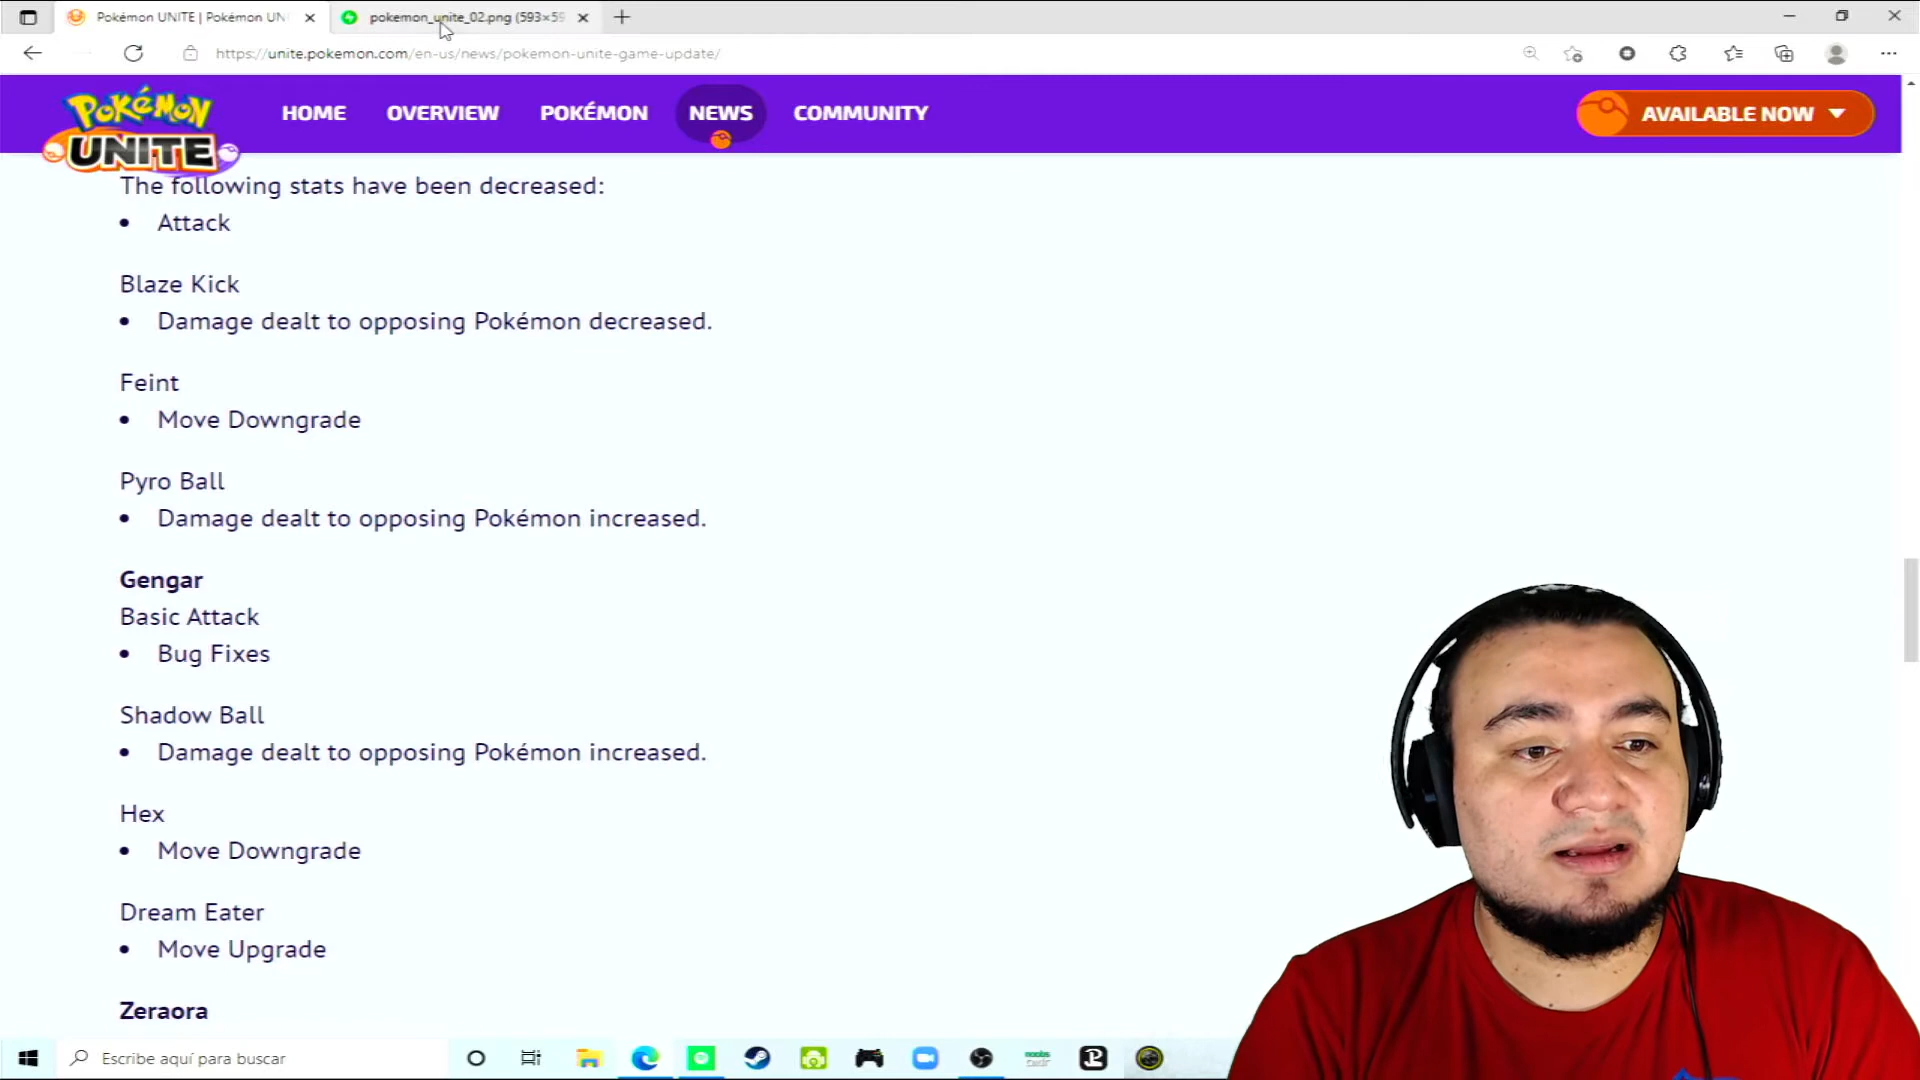 Pokémon UNITE | Pokémon UN
pokemon_unite_02.png (593×59
https://unite.pokemon.com/en-us/news/pokemon-unite-game-update/
POKéMON
UNITE
HOME
OVERVIEW
POKÉMON
NEWS
COMMUNITY
AVAILABLE NOW
The following stats have been decreased:
• Attack
Blaze Kick
• Damage dealt to opposing Pokémon decreased.
Feint
• Move Downgrade
Pyro Ball
• Damage dealt to opposing Pokémon increased.
Gengar
Basic Attack
• Bug Fixes
Shadow Ball
• Damage dealt to opposing Pokémon increased.
Hex
• Move Downgrade
Dream Eater
• Move Upgrade
Zeraora
Escribe aquí para buscar